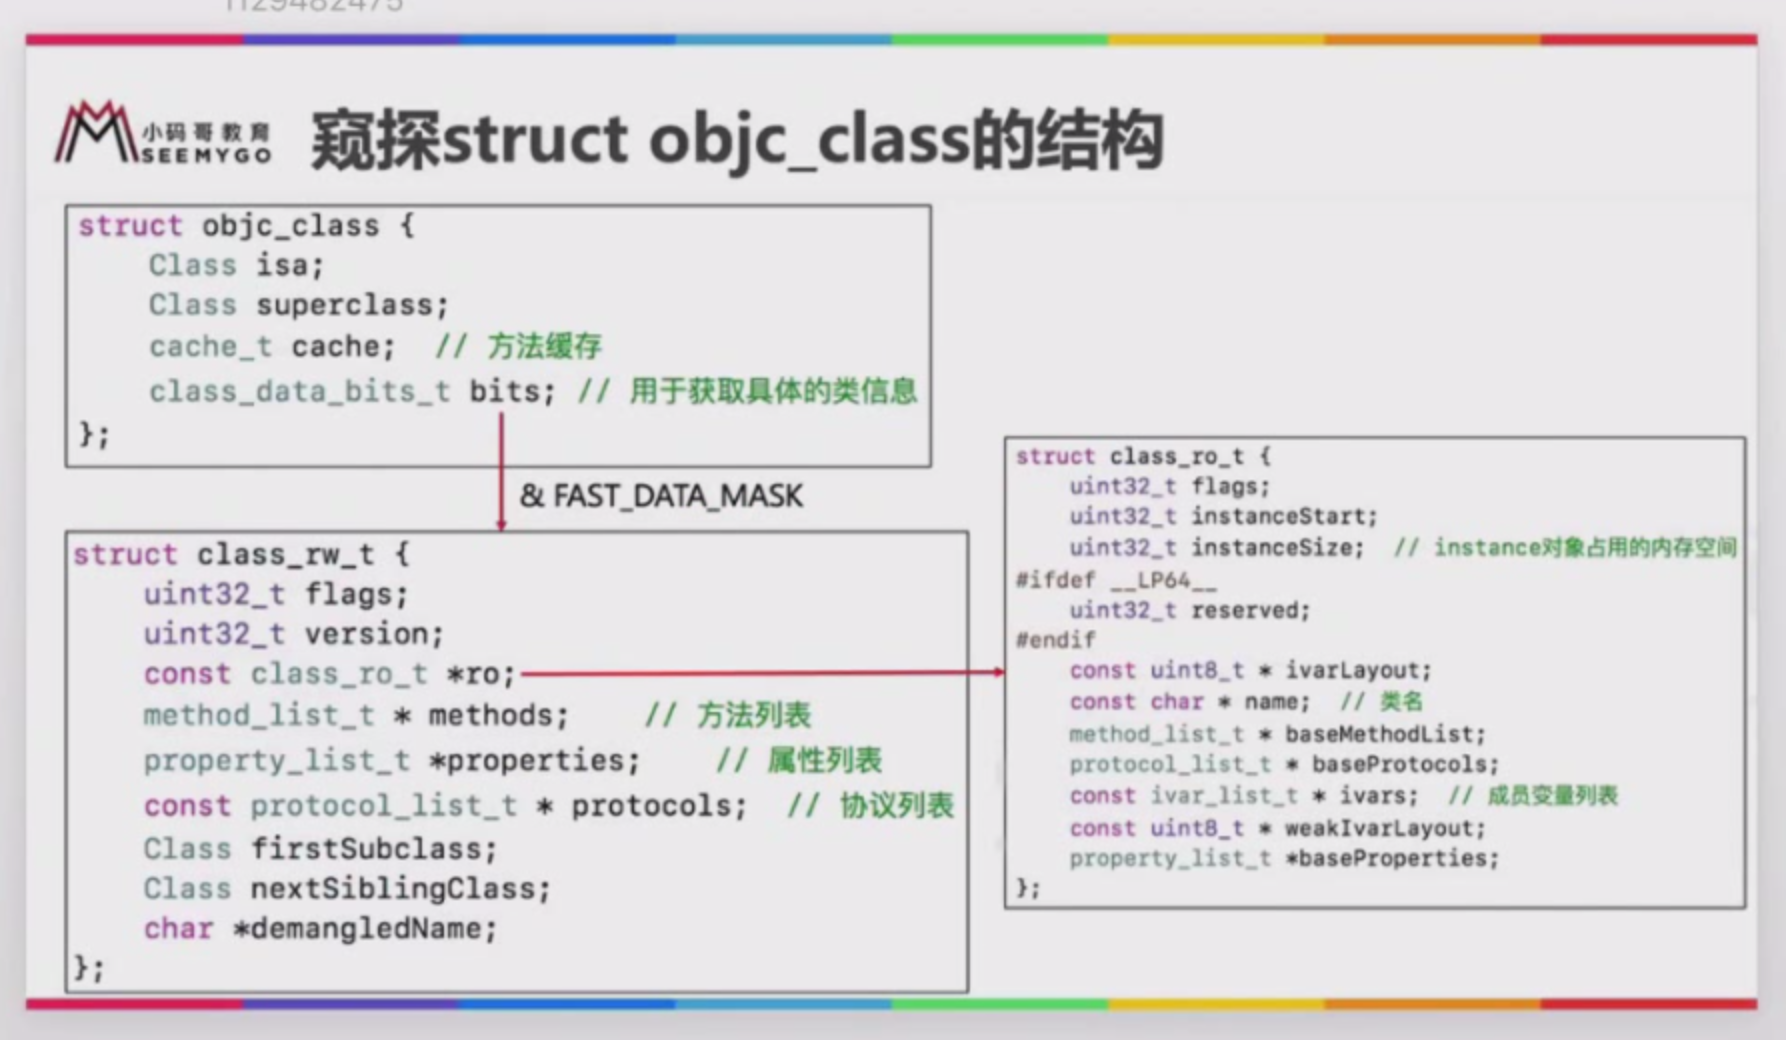 小码哥教育
SEEMYGO
窥探struct objc_class的结构
struct objc_class {
Class isa;
Class superclass;
cache_t cache; // 方法缓存
class_data_bits_t bits; // 用于获取具体的类信息
};
& FAST_DATA_MASK
struct class_rw_t {
uint32_t flags;
uint32_t version;
const class_ro_t *ro;
method_list_t * methods; // 方法列表
property_list_t *properties; // 属性列表
const protocol_list_t * protocols; // 协议列表
Class firstSubclass;
Class nextSiblingClass;
char *demangledName;
};
struct class_ro_t {
uint32_t flags;
uint32_t instanceStart;
uint32_t instanceSize; // instance对象占用的内存空间
#ifdef __LP64__
uint32_t reserved;
#endif
const uint8_t * ivarLayout;
const char * name; // 类名
method_list_t * baseMethodList;
protocol_list_t * baseProtocols;
const ivar_list_t * ivars; // 成员变量列表
const uint8_t * weakIvarLayout;
property_list_t *baseProperties;
};